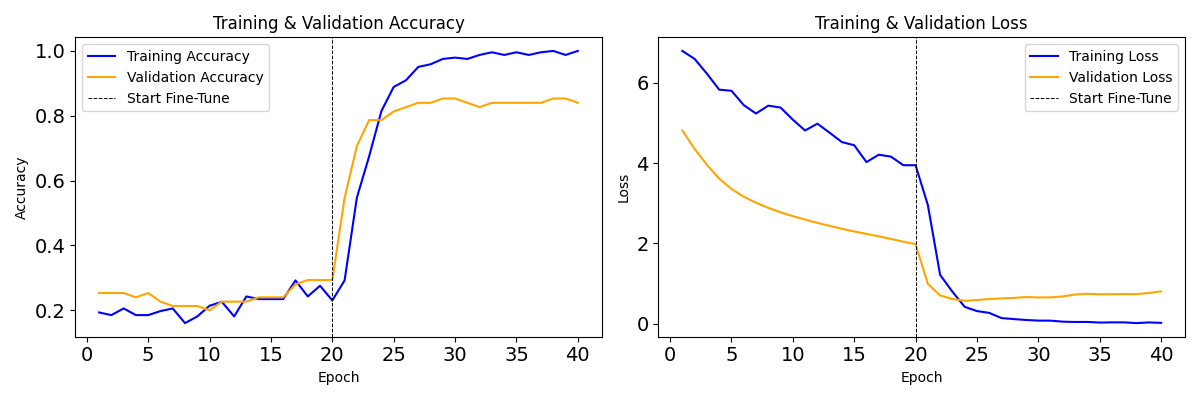 Training & Validation Accuracy
1.0
0.8
0.6
0.4
0.2
Accuracy
Training Accuracy
Validation Accuracy
Start Fine-Tune
0 5 10 15 20 25 30 35 40
Epoch
Training & Validation Loss
6
4
2
0
Loss
Training Loss
Validation Loss
Start Fine-Tune
0 5 10 15 20 25 30 35 40
Epoch